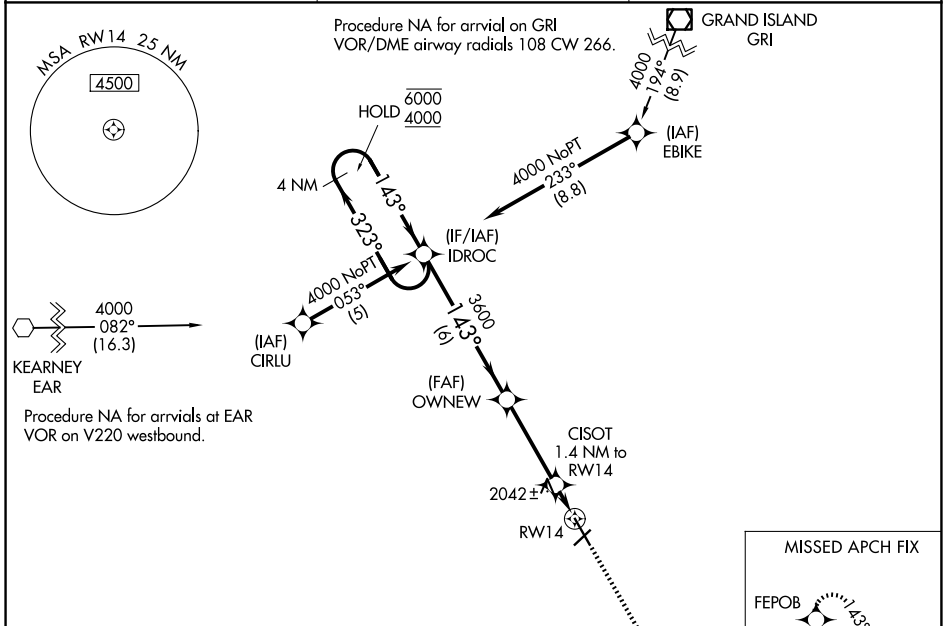 MSA RW14 25 NM
4500
Procedure NA for arrvial on GRI
VOR/DME airway radials 108 CW 266.
GRAND ISLAND
GRI
4000
194°
(8.9)
(IAF)
EBIKE
4000 NoPT
233°
(8.8)
HOLD
6000
4000
4 NM
143°
323°
(IF/IAF)
IDROC
4000 NoPT
053°
(5)
(IAF)
CIRLU
4000
082°
(16.3)
KEARNEY
EAR
Procedure NA for arrvials at EAR
VOR on V220 westbound.
3600
143°
(6)
(FAF)
OWNEW
CISOT
1.4 NM to
RW14
2042±
RW14
MISSED APCH FIX
FEPOB
143°